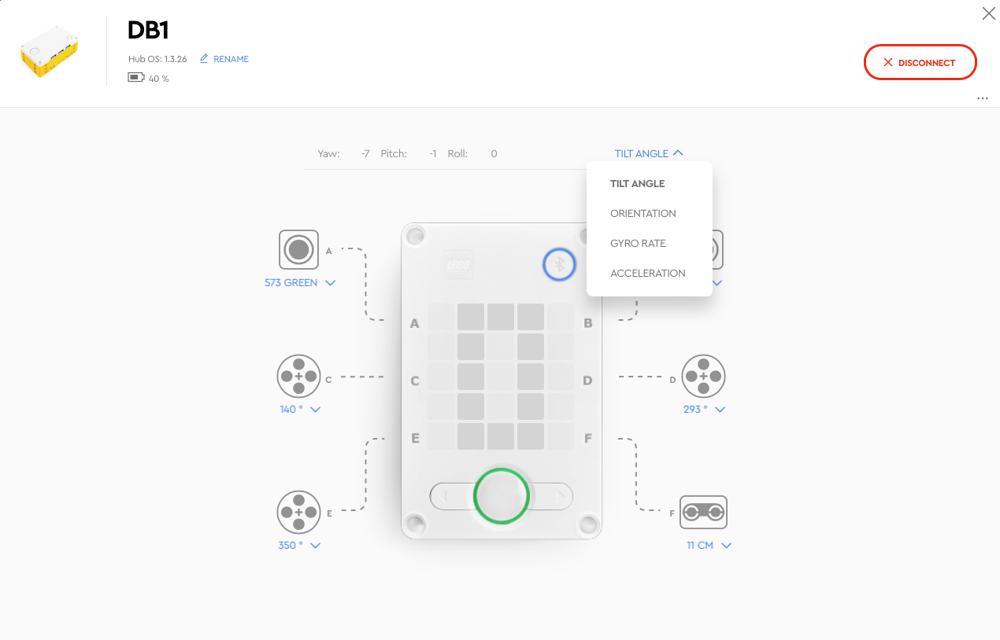 DB1
Hub OS: 1.3.26 RENAME
40 %
DISCONNECT
...
Yaw: -7 Pitch: -1 Roll: 0 TILT ANGLE
TILT ANGLE
ORIENTATION
GYRO RATE
ACCELERATION
A
573 GREEN
LEGO
A B
C D
E F
C
140 °
D
293 °
E
350 °
F
11 CM